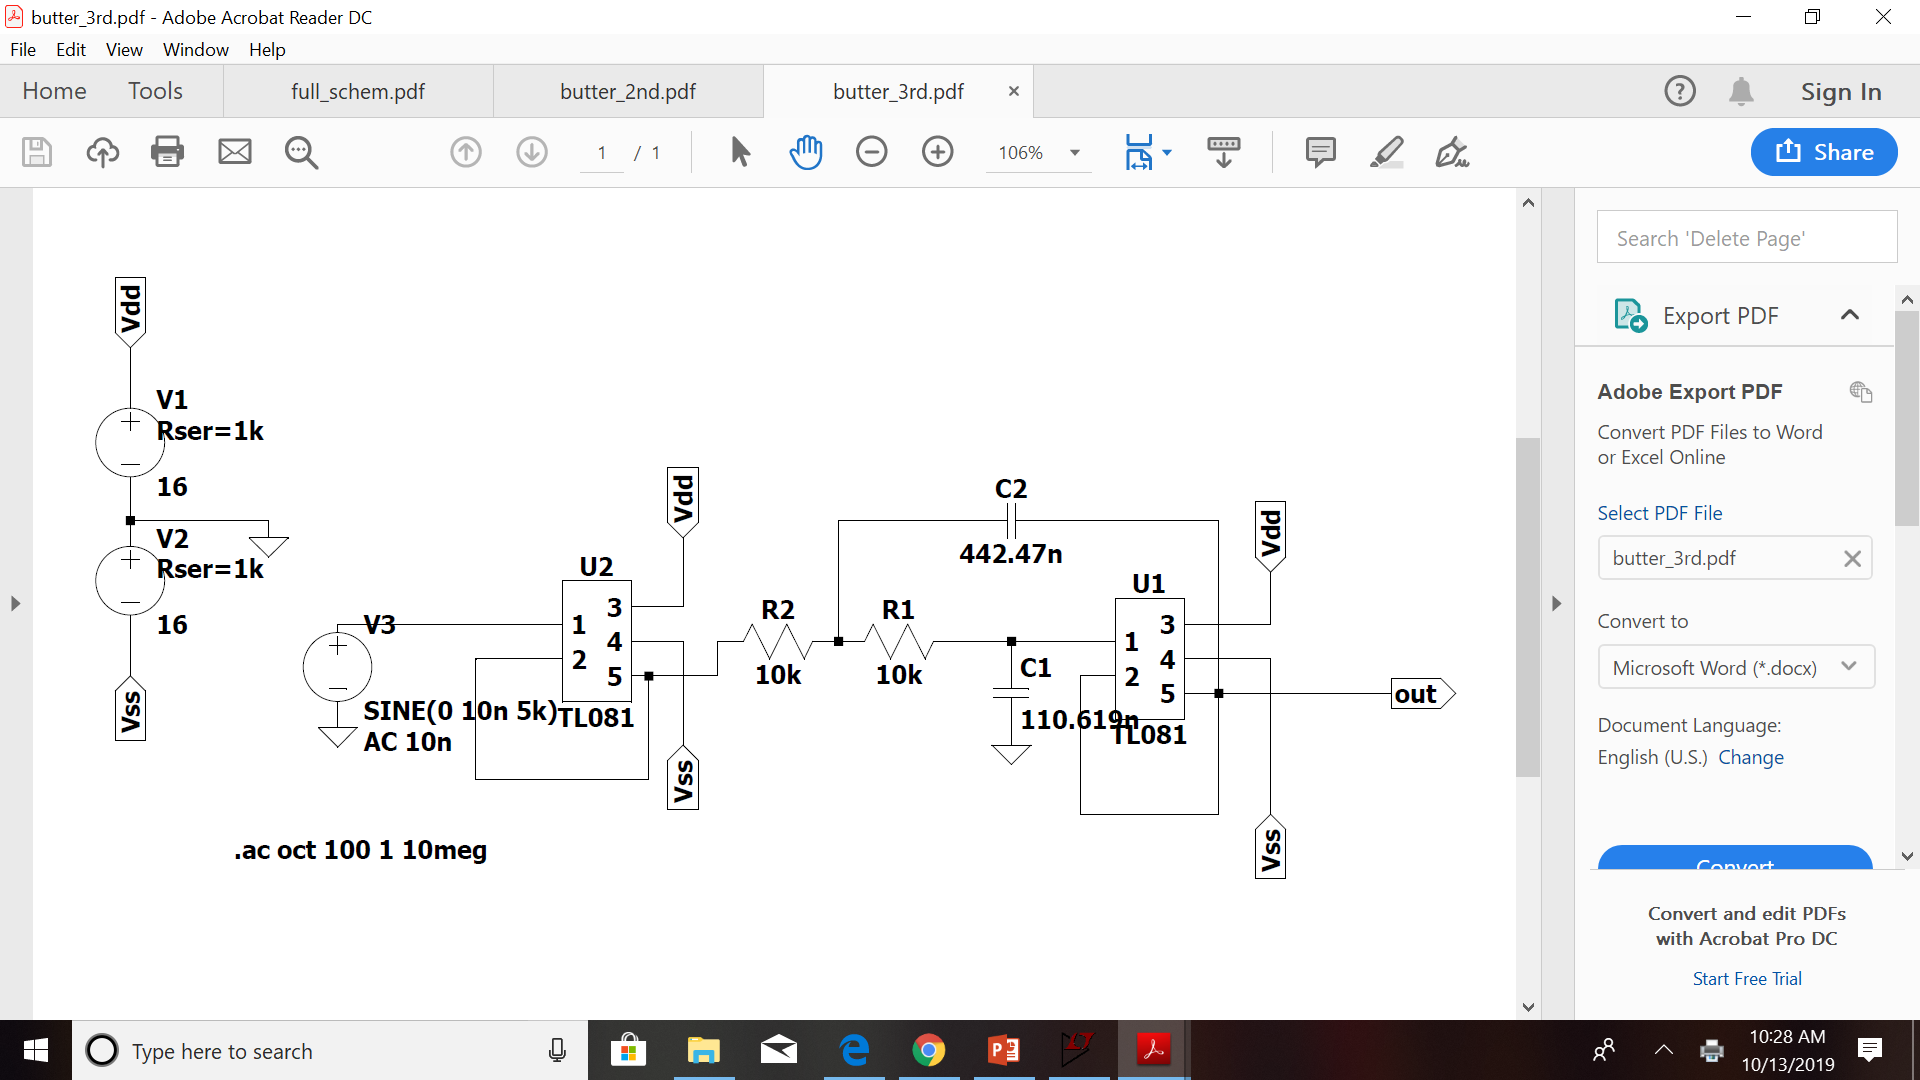 butter_3rd.pdf - Adobe Acrobat Reader DC
File Edit View Window Help
Home Tools full_schem.pdf butter_2nd.pdf butter_3rd.pdf × Sign In
1 / 1 106% Share
Search 'Delete Page'
Export PDF
Adobe Export PDF
Convert PDF Files to Word
or Excel Online
Select PDF File
butter_3rd.pdf
Convert to
Microsoft Word (*.docx)
Document Language:
English (U.S.) Change
Convert
Convert and edit PDFs
with Acrobat Pro DC
Start Free Trial
Vdd
V1
Rser=1k
16
V2
Rser=1k
16
Vss
V3
SINE(0 10n 5k)
AC 10n
U2
1
2
3
4
5
TL081
Vdd
Vss
R2
10k
R1
10k
C2
442.47n
C1
110.619n
U1
1
2
3
4
5
TL081
Vdd
Vss
out
.ac oct 100 1 10meg
Type here to search
10:28 AM
10/13/2019